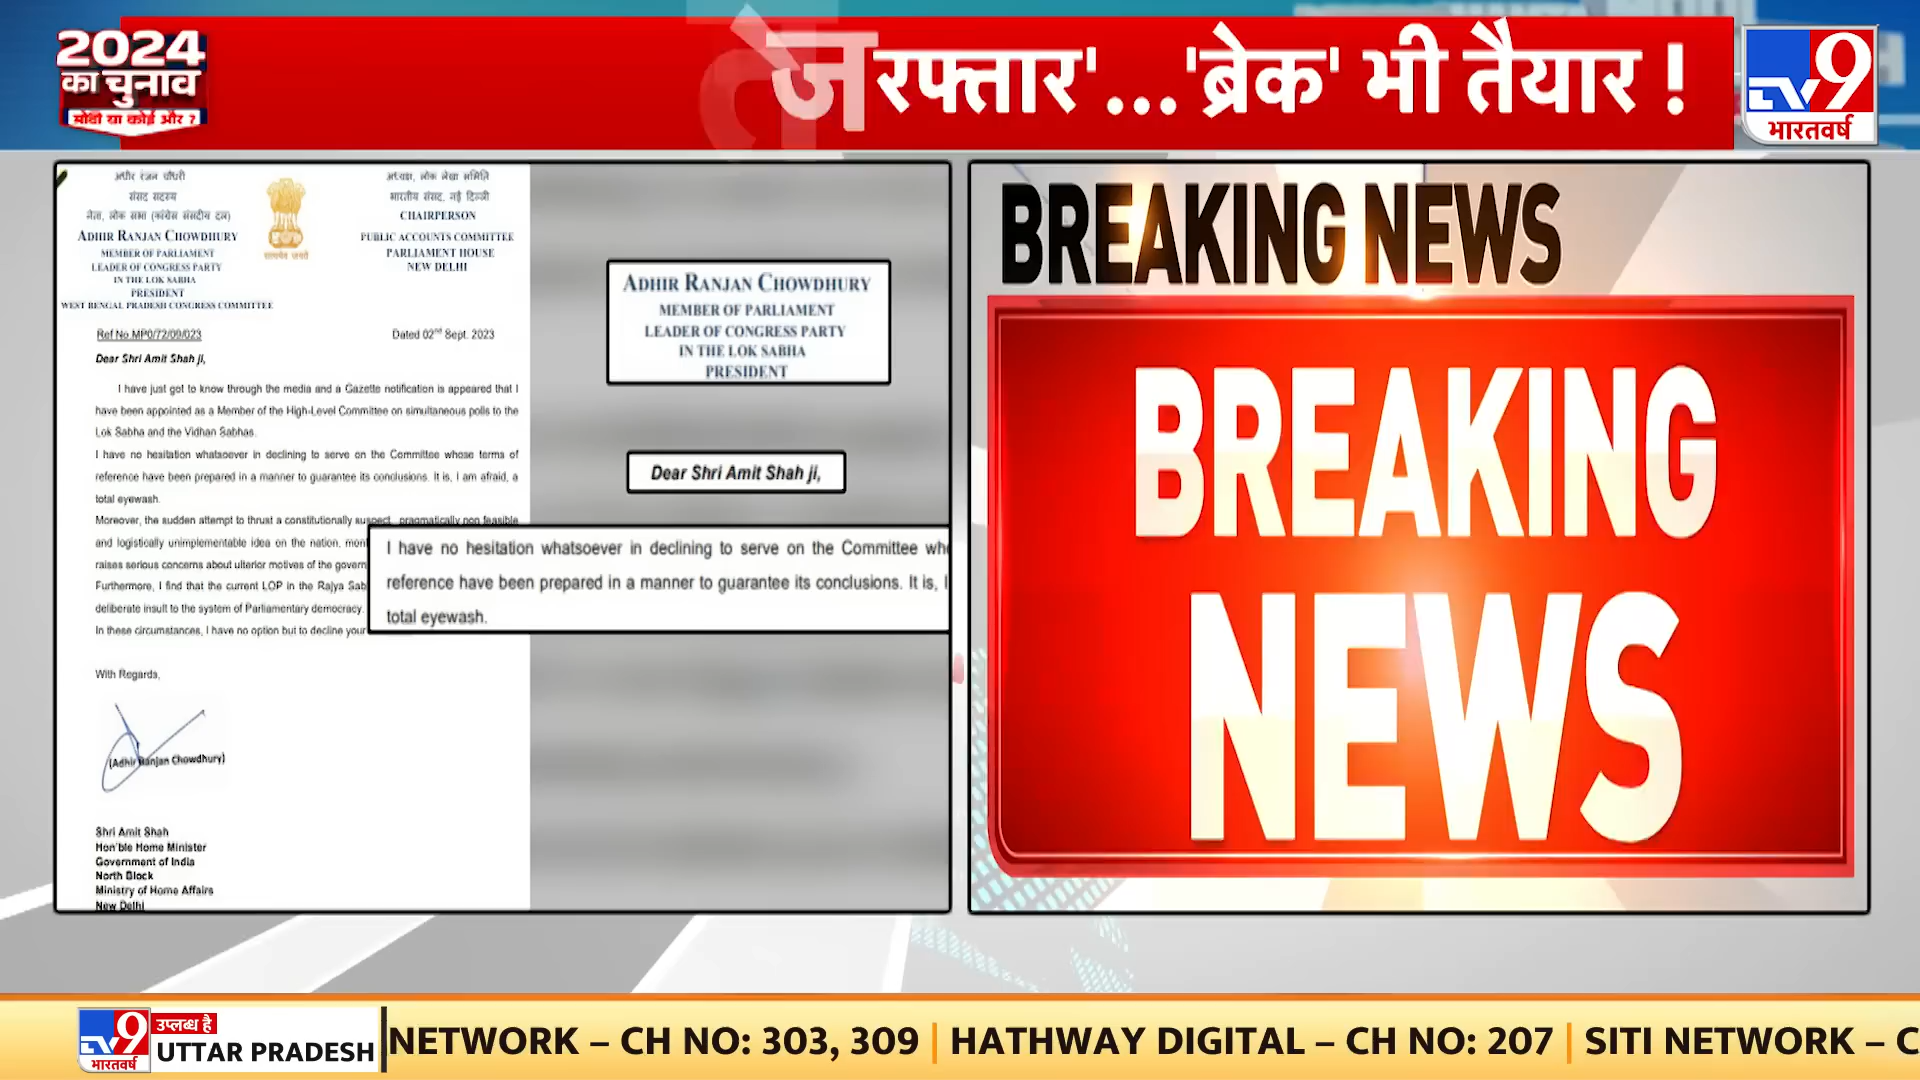 2024
का चुनाव
मोदी या कोई और ?
रफ्तार'...'ब्रेक' भी तैयार !
TV9
भारतवर्ष
अधीर रंजन चौधरी
संसद सदस्य
नेता, लोक सभा (कांग्रेस संसदीय दल)
ADHIR RANJAN CHOWDHURY
MEMBER OF PARLIAMENT
LEADER OF CONGRESS PARTY
IN THE LOK SABHA
PRESIDENT
WEST BENGAL PRADESH CONGRESS COMMITTEE
सत्यमेव जयते
अध्यक्ष, लोक लेखा समिति
भारतीय संसद, नई दिल्ली
CHAIRPERSON
PUBLIC ACCOUNTS COMMITTEE
PARLIAMENT HOUSE
NEW DELHI
Ref No.MP0/72/09/023
Dated 02nd Sept. 2023
Dear Shri Amit Shah ji,
I have just got to know through the media and a Gazette notification is appeared that I
have been appointed as a Member of the High-Level Committee on simultaneous polls to the
Lok Sabha and the Vidhan Sabhas.
I have no hesitation whatsoever in declining to serve on the Committee whose terms of
reference have been prepared in a manner to guarantee its conclusions. It is, I am afraid, a
total eyewash.
Moreover, the sudden attempt to thrust a constitutionally suspect, pragmatically non feasible
and logistically unimplementable idea on the nation,
raises serious concerns about ulterior motives of the
Furthermore, I find that the current LOP in the Rajya
deliberate insult to the system of Parliamentary democracy.
In these circumstances, I have no option but to decline your
With Regards,
(Adhir Ranjan Chowdhury)
Shri Amit Shah
Hon'ble Home Minister
Government of India
North Block
Ministry of Home Affairs
New Delhi
ADHIR RANJAN CHOWDHURY
MEMBER OF PARLIAMENT
LEADER OF CONGRESS PARTY
IN THE LOK SABHA
PRESIDENT
Dear Shri Amit Shah ji,
I have no hesitation whatsoever in declining to serve on the Committee
reference have been prepared in a manner to guarantee its conclusions. It is, I
total eyewash.
BREAKING NEWS
BREAKING
NEWS
TV9
भारतवर्ष
उप्लब्ध है
UTTAR PRADESH
NETWORK – CH NO: 303, 309 | HATHWAY DIGITAL – CH NO: 207 | SITI NETWORK – C